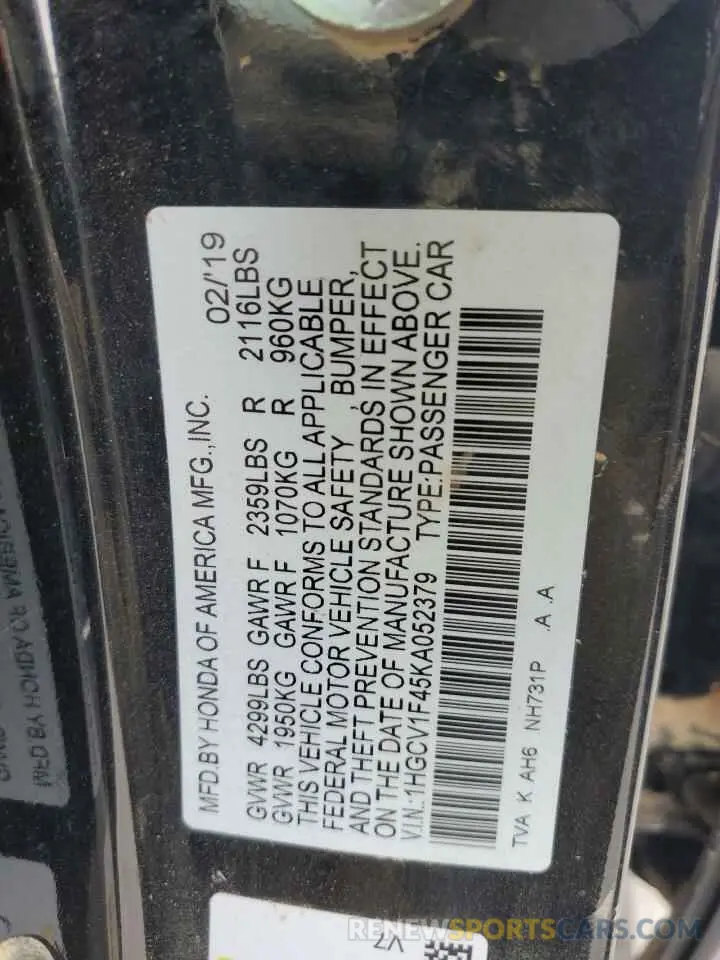 MFD.BY HONDA OF AMERICA MFG.,INC. 02/'19
GVWR 4299LBS GAWR F 2359LBS R 2116LBS
GVWR 1950KG GAWR F 1070KG R 960KG
THIS VEHICLE CONFORMS TO ALL APPLICABLE
FEDERAL MOTOR VEHICLE SAFETY , BUMPER,
AND THEFT PREVENTION STANDARDS, IN EFFECT
ON THE DATE OF MANUFACTURE SHOWN ABOVE.
V.I.N.:1HGCV1F45KA052379 TYPE:PASSENGER CAR
TVA K AH6 NH731P .A .A
RENEWSPORTSCARS.COM